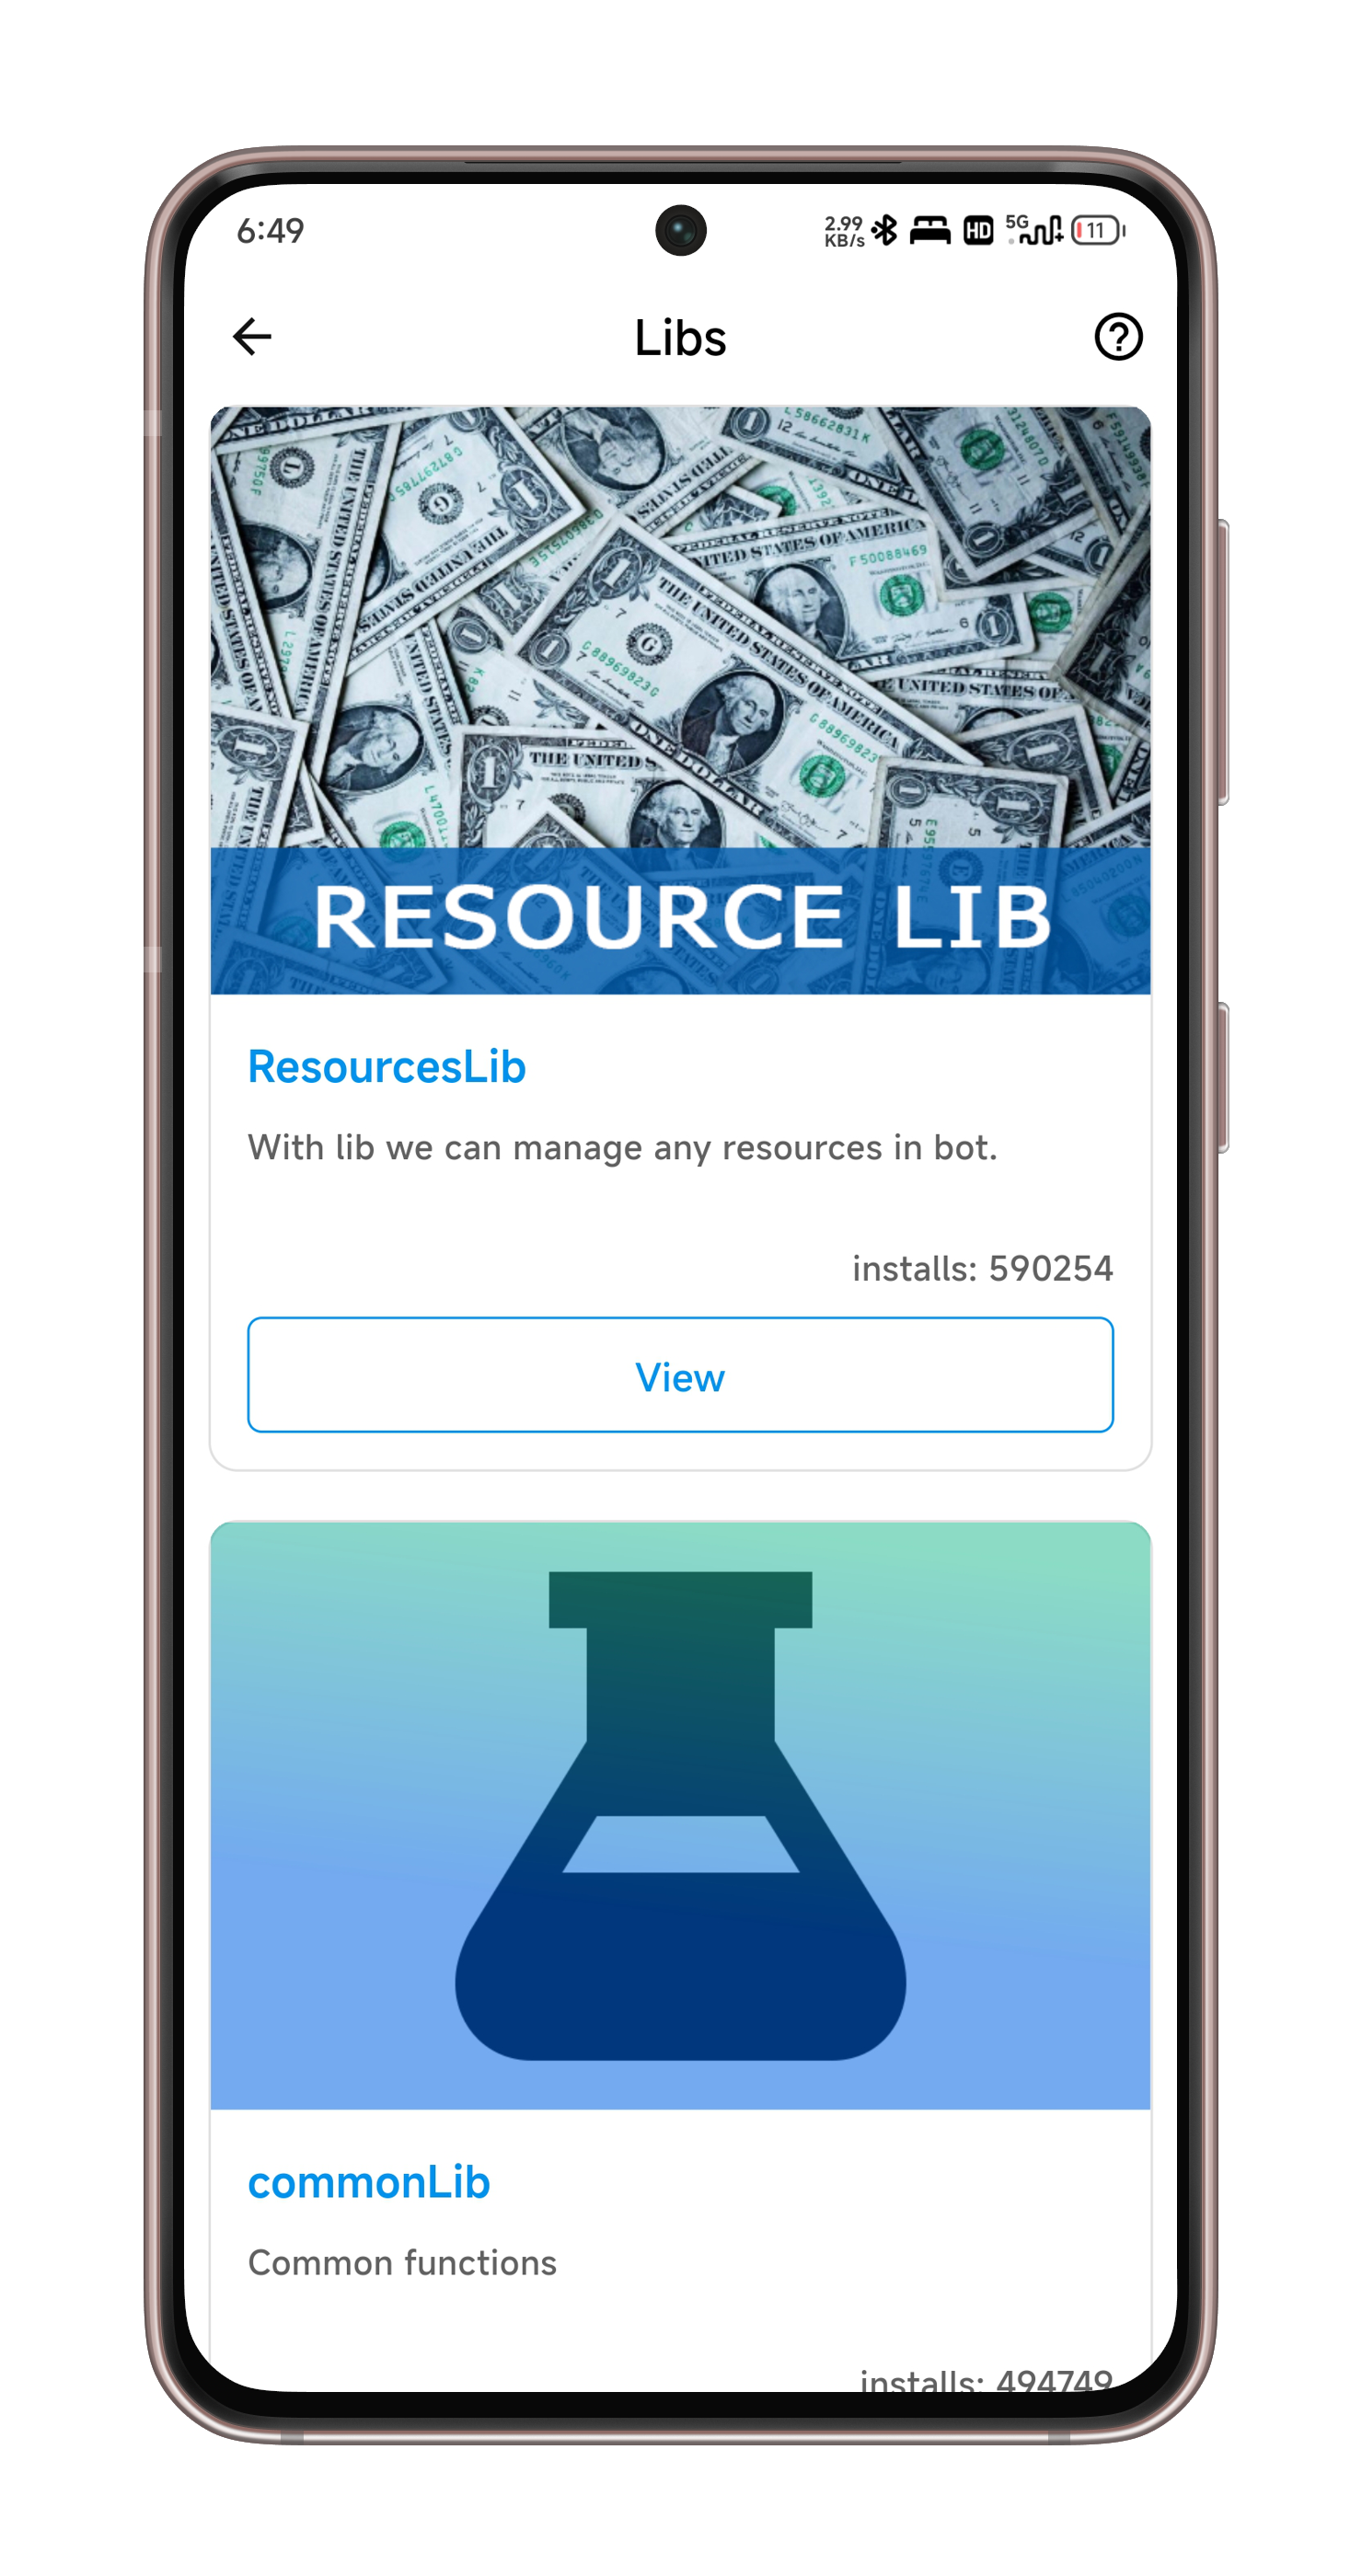 6:49
2.99
KB/s
HD
5G
11
Libs
RESOURCE LIB
ResourcesLib
With lib we can manage any resources in bot.
installs: 590254
View
commonLib
Common functions
installs: 494749